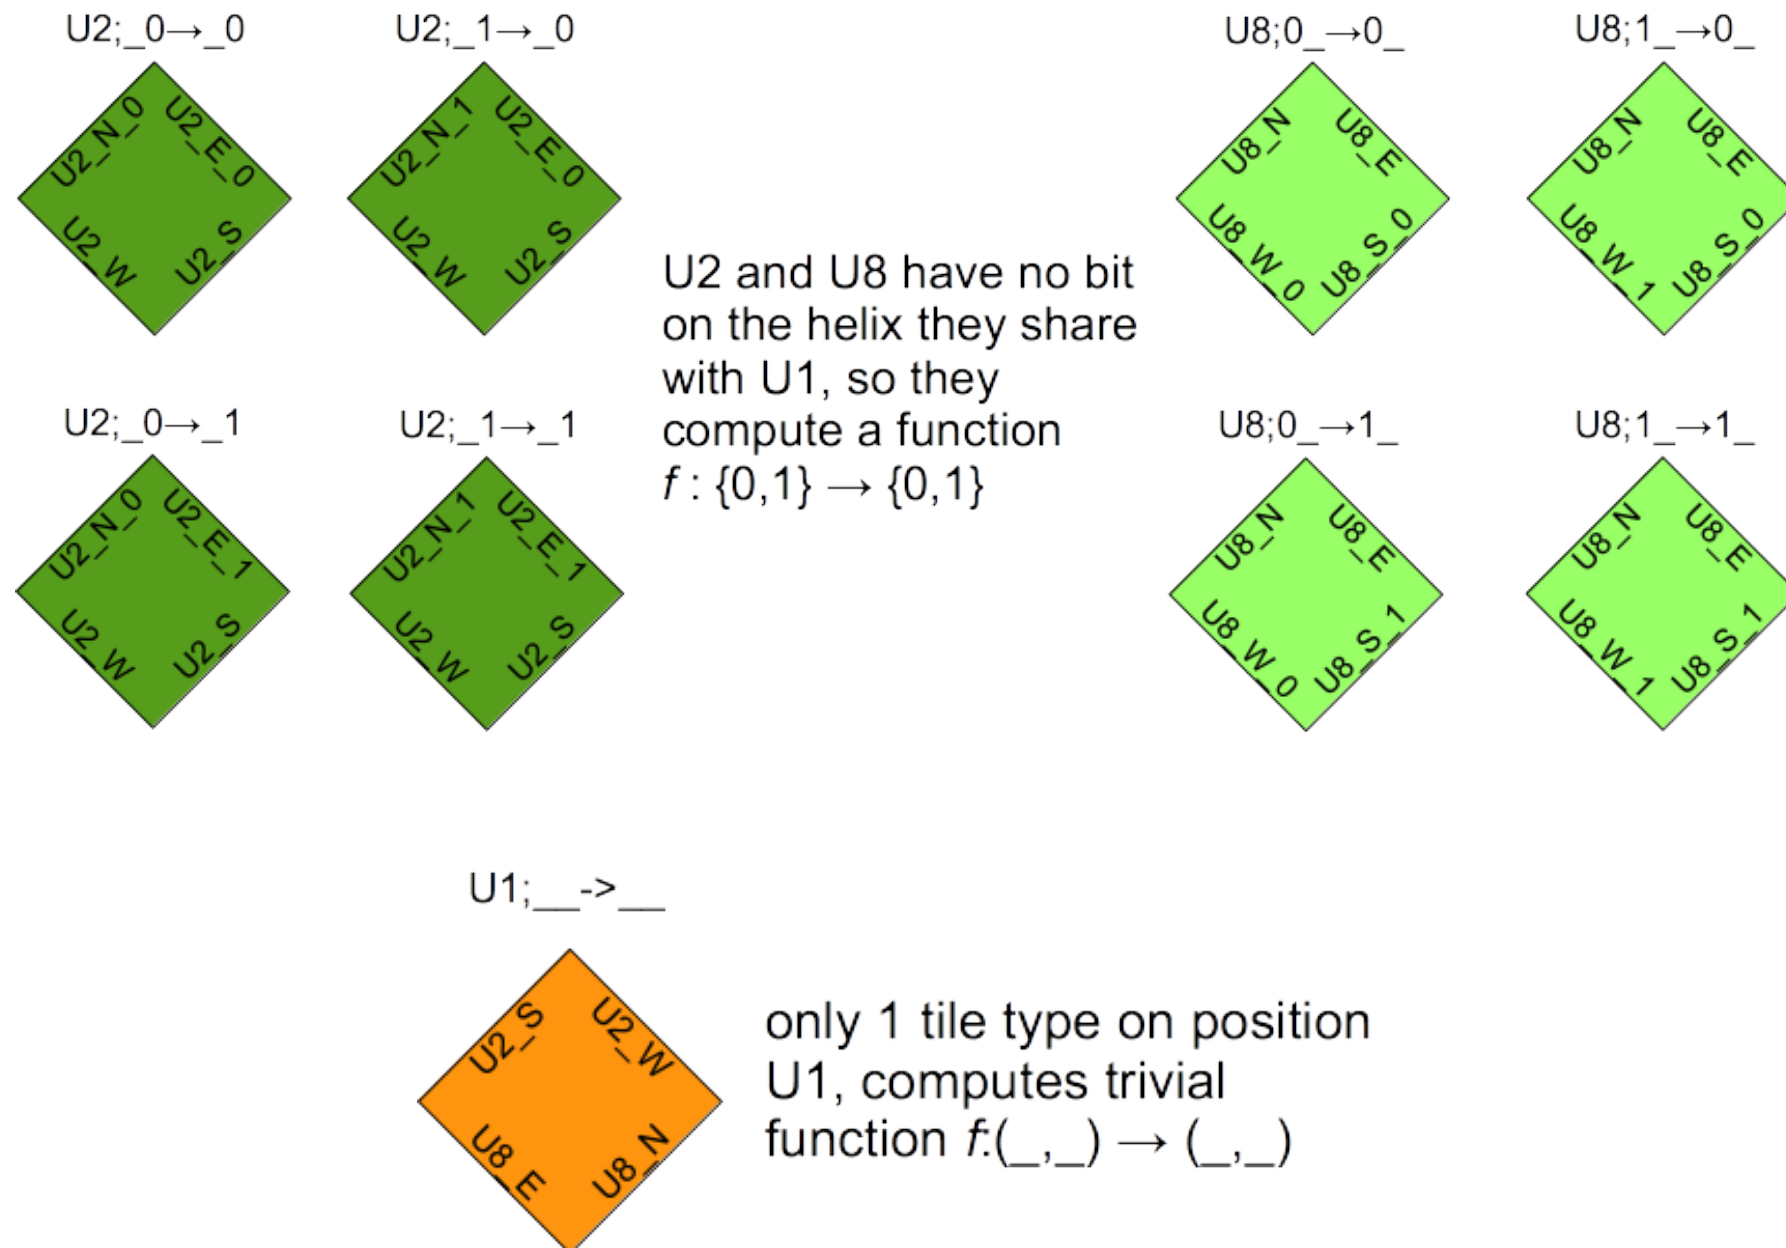 U2;_0→_0
U2;_1→_0
U8;0_→0_
U8;1_→0_
U2_N_0
U2_E_0
U2_W
U2_S
U2_N_1
U2_E_0
U2_W
U2_S
U8_N
U8_E
U8_W_0
U8_S_0
U8_N
U8_E
U8_W_1
U8_S_0
U2 and U8 have no bit
on the helix they share
with U1, so they
compute a function
f : {0,1} → {0,1}
U2;_0→_1
U2;_1→_1
U8;0_→1_
U8;1_→1_
U2_N_0
U2_E_1
U2_W
U2_S
U2_N_1
U2_E_1
U2_W
U2_S
U8_N
U8_E
U8_W_0
U8_S_1
U8_N
U8_E
U8_W_1
U8_S_1
U1;__->__
U2_S
U2_W
U8_E
U8_N
only 1 tile type on position
U1, computes trivial
function f:(_,_) → (_,_)